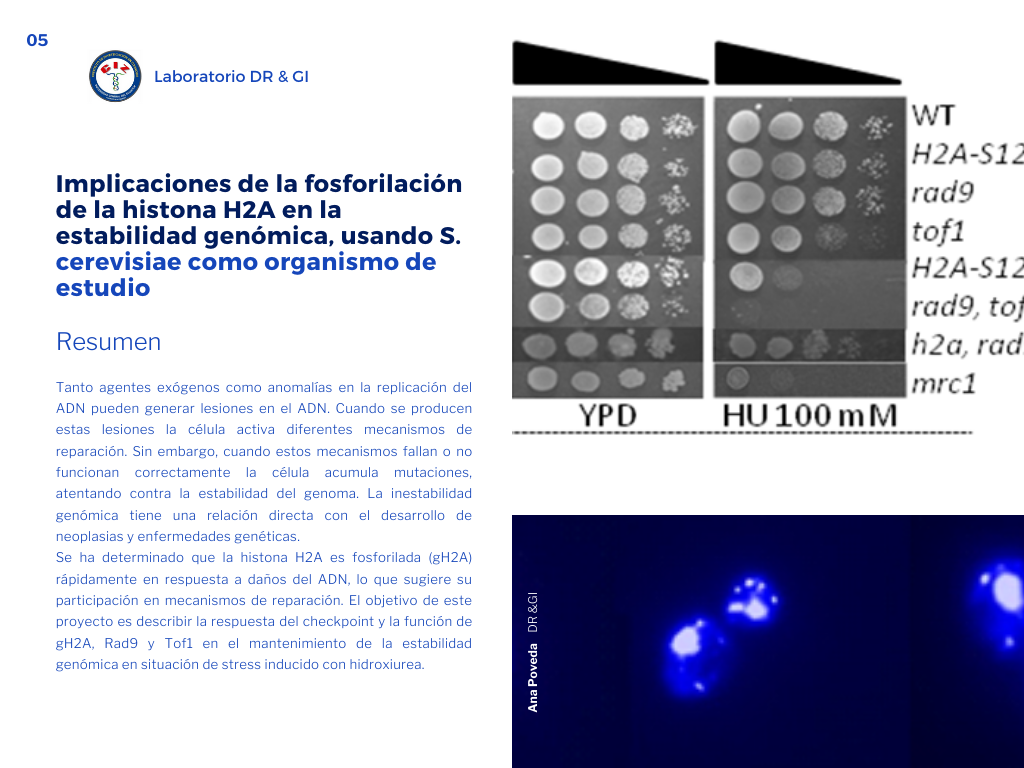 05
Laboratorio DR & GI
Implicaciones de la fosforilación
de la histona H2A en la
estabilidad genómica, usando S.
cerevisiae como organismo de
estudio
Resumen
Tanto agentes exógenos como anomalías en la replicación del
ADN pueden generar lesiones en el ADN. Cuando se producen
estas lesiones la célula activa diferentes mecanismos de
reparación. Sin embargo, cuando estos mecanismos fallan o no
funcionan correctamente la célula acumula mutaciones,
atentando contra la estabilidad del genoma. La inestabilidad
genómica tiene una relación directa con el desarrollo de
neoplasias y enfermedades genéticas.
Se ha determinado que la histona H2A es fosforilada (gH2A)
rápidamente en respuesta a daños del ADN, lo que sugiere su
participación en mecanismos de reparación. El objetivo de este
proyecto es describir la respuesta del checkpoint y la función de
gH2A, Rad9 y Tof1 en el mantenimiento de la estabilidad
genómica en situación de stress inducido con hidroxiurea.
WT
H2A-S12
rad9
tof1
H2A-S12
rad9, tof
h2a, rad
mrc1
YPD
HU 100 mM
Ana Poveda DR &GI